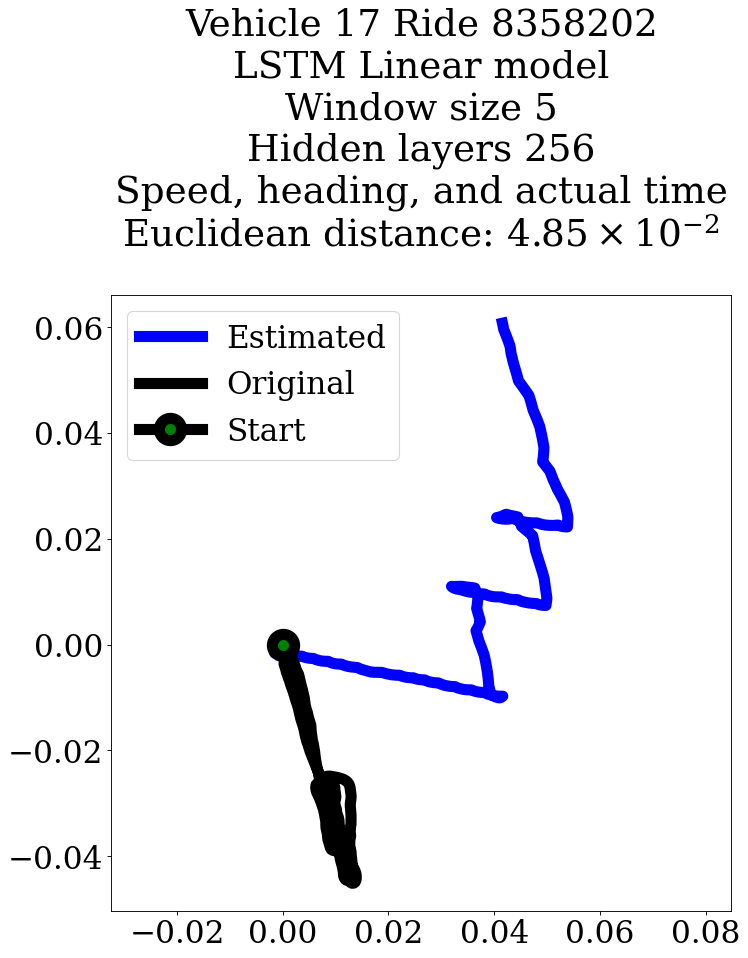 Vehicle 17 Ride 8358202
LSTM Linear model
Window size 5
Hidden layers 256
Speed, heading, and actual time
Euclidean distance: 4.85 × 10⁻²
Estimated
Original
Start
0.06
0.04
0.02
0.00
−0.02
−0.04
−0.02 0.00 0.02 0.04 0.06 0.08